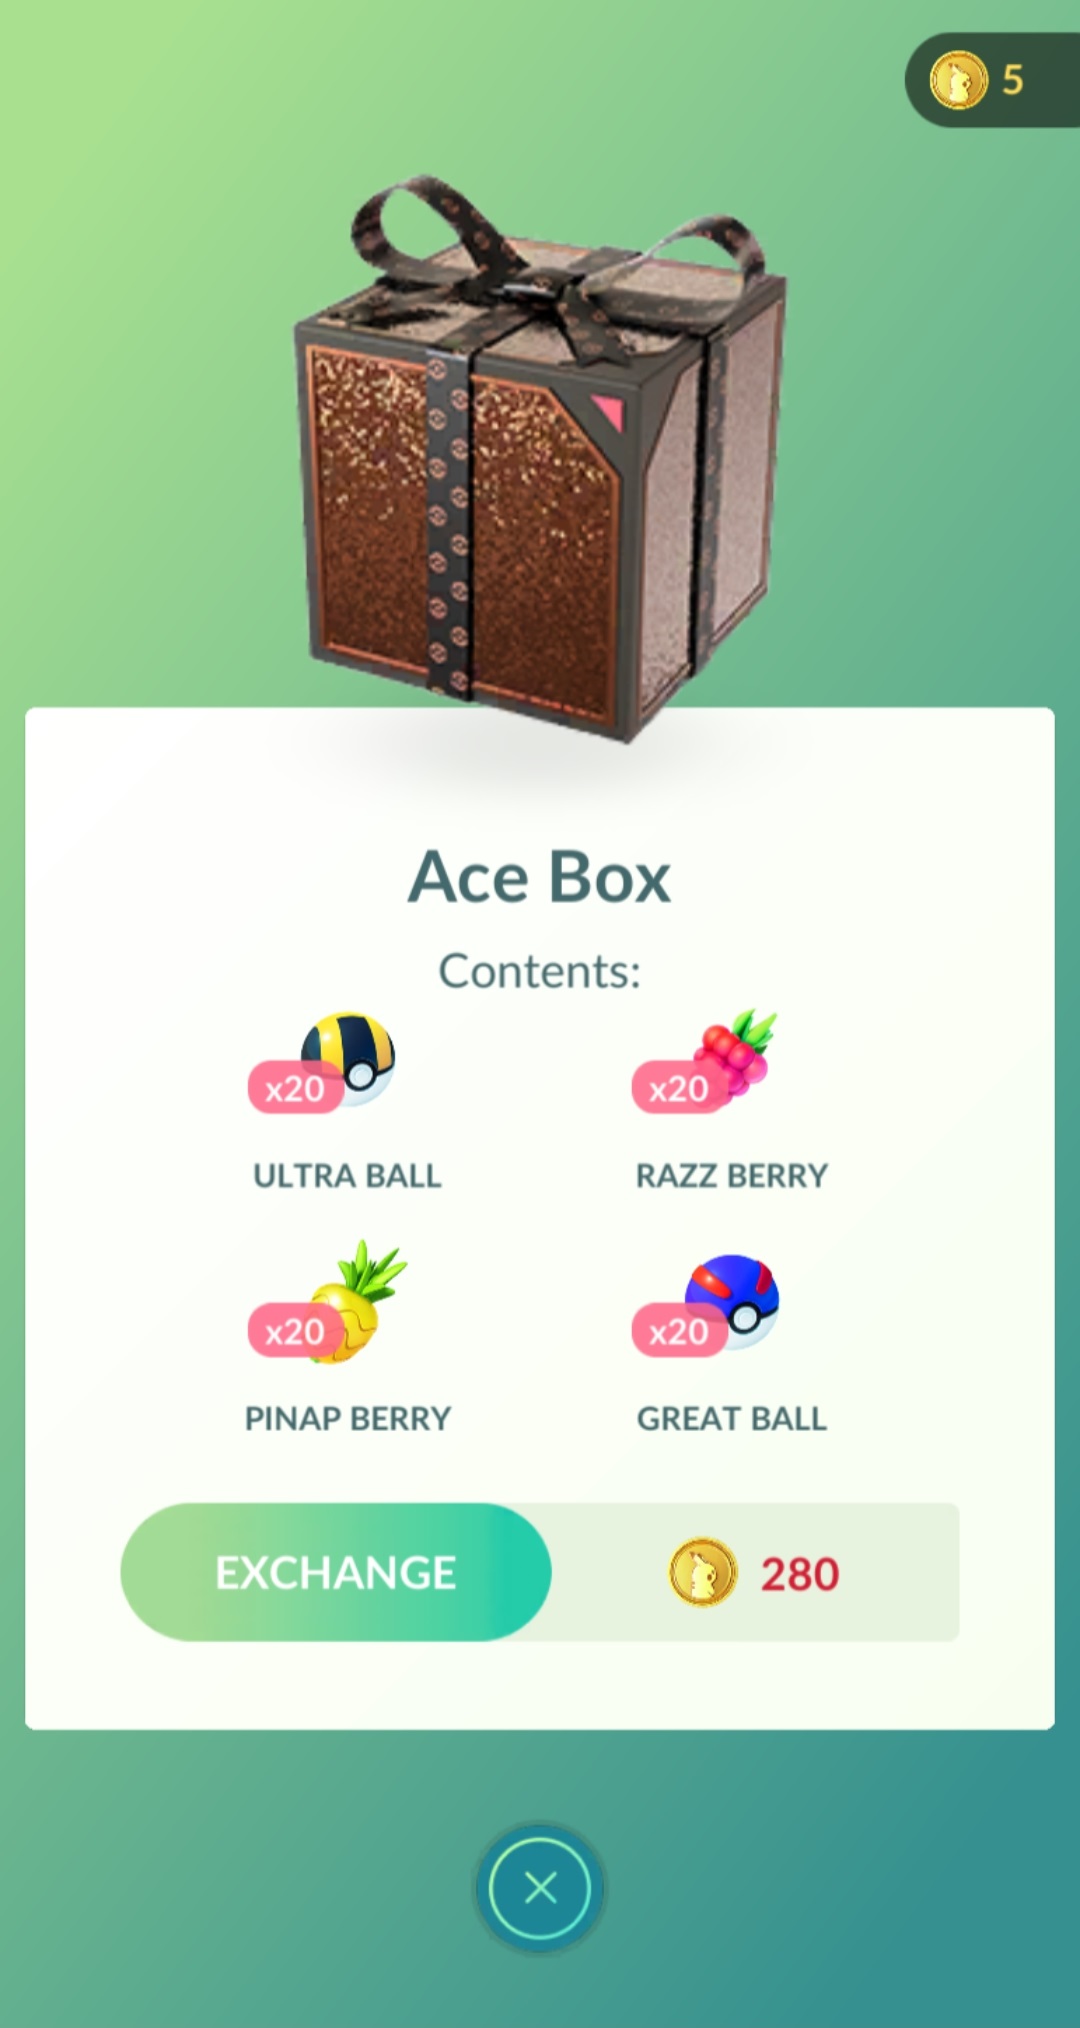 5
Ace Box
Contents:
x20
x20
ULTRA BALL
RAZZ BERRY
x20
x20
PINAP BERRY
GREAT BALL
EXCHANGE
280